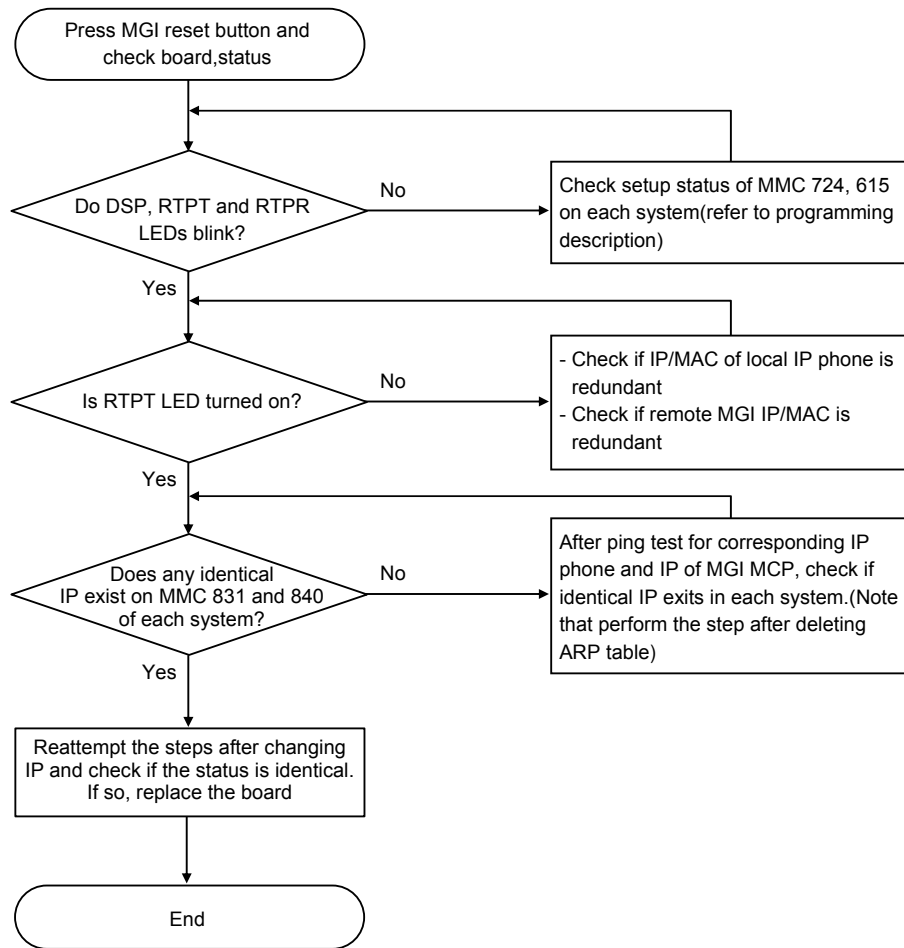 Press MGI reset button and
check board,status
Do DSP, RTPT and RTPR
LEDs blink?
No
Check setup status of MMC 724, 615
on each system(refer to programming
description)
Yes
Is RTPT LED turned on?
No
- Check if IP/MAC of local IP phone is
redundant
- Check if remote MGI IP/MAC is
redundant
Yes
Does any identical
IP exist on MMC 831 and 840
of each system?
No
After ping test for corresponding IP
phone and IP of MGI MCP, check if
identical IP exits in each system.(Note
that perform the step after deleting
ARP table)
Yes
Reattempt the steps after changing
IP and check if the status is identical.
If so, replace the board
End